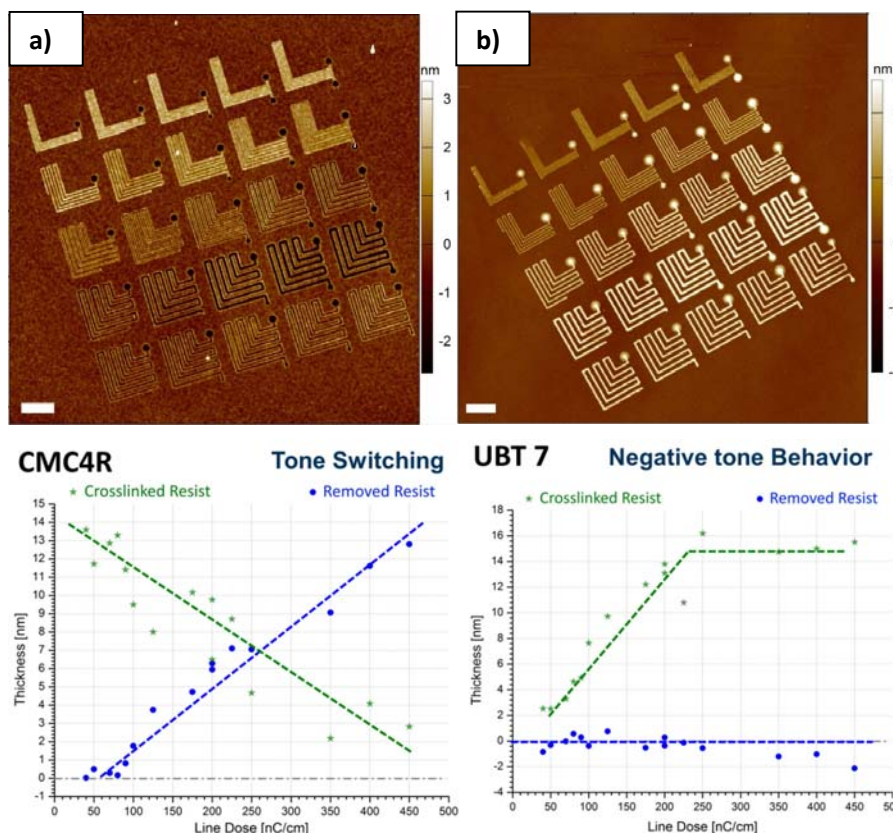 a)
nm
3
2
1
0
-1
-2
b)
nm
CMC4R Tone Switching
Crosslinked Resist Removed Resist
15
14
13
12
11
10
9
8
7
6
5
4
3
2
1
0
-1
Thickness [nm]
0 50 100 150 200 250 300 350 400 450 500
Line Dose [nC/cm]
UBT 7 Negative tone Behavior
Crosslinked Resist Removed Resist
18
16
14
12
10
8
6
4
2
0
-2
-4
Thickness [nm]
0 50 100 150 200 250 300 350 400 450 500
Line Dose [nC/cm]